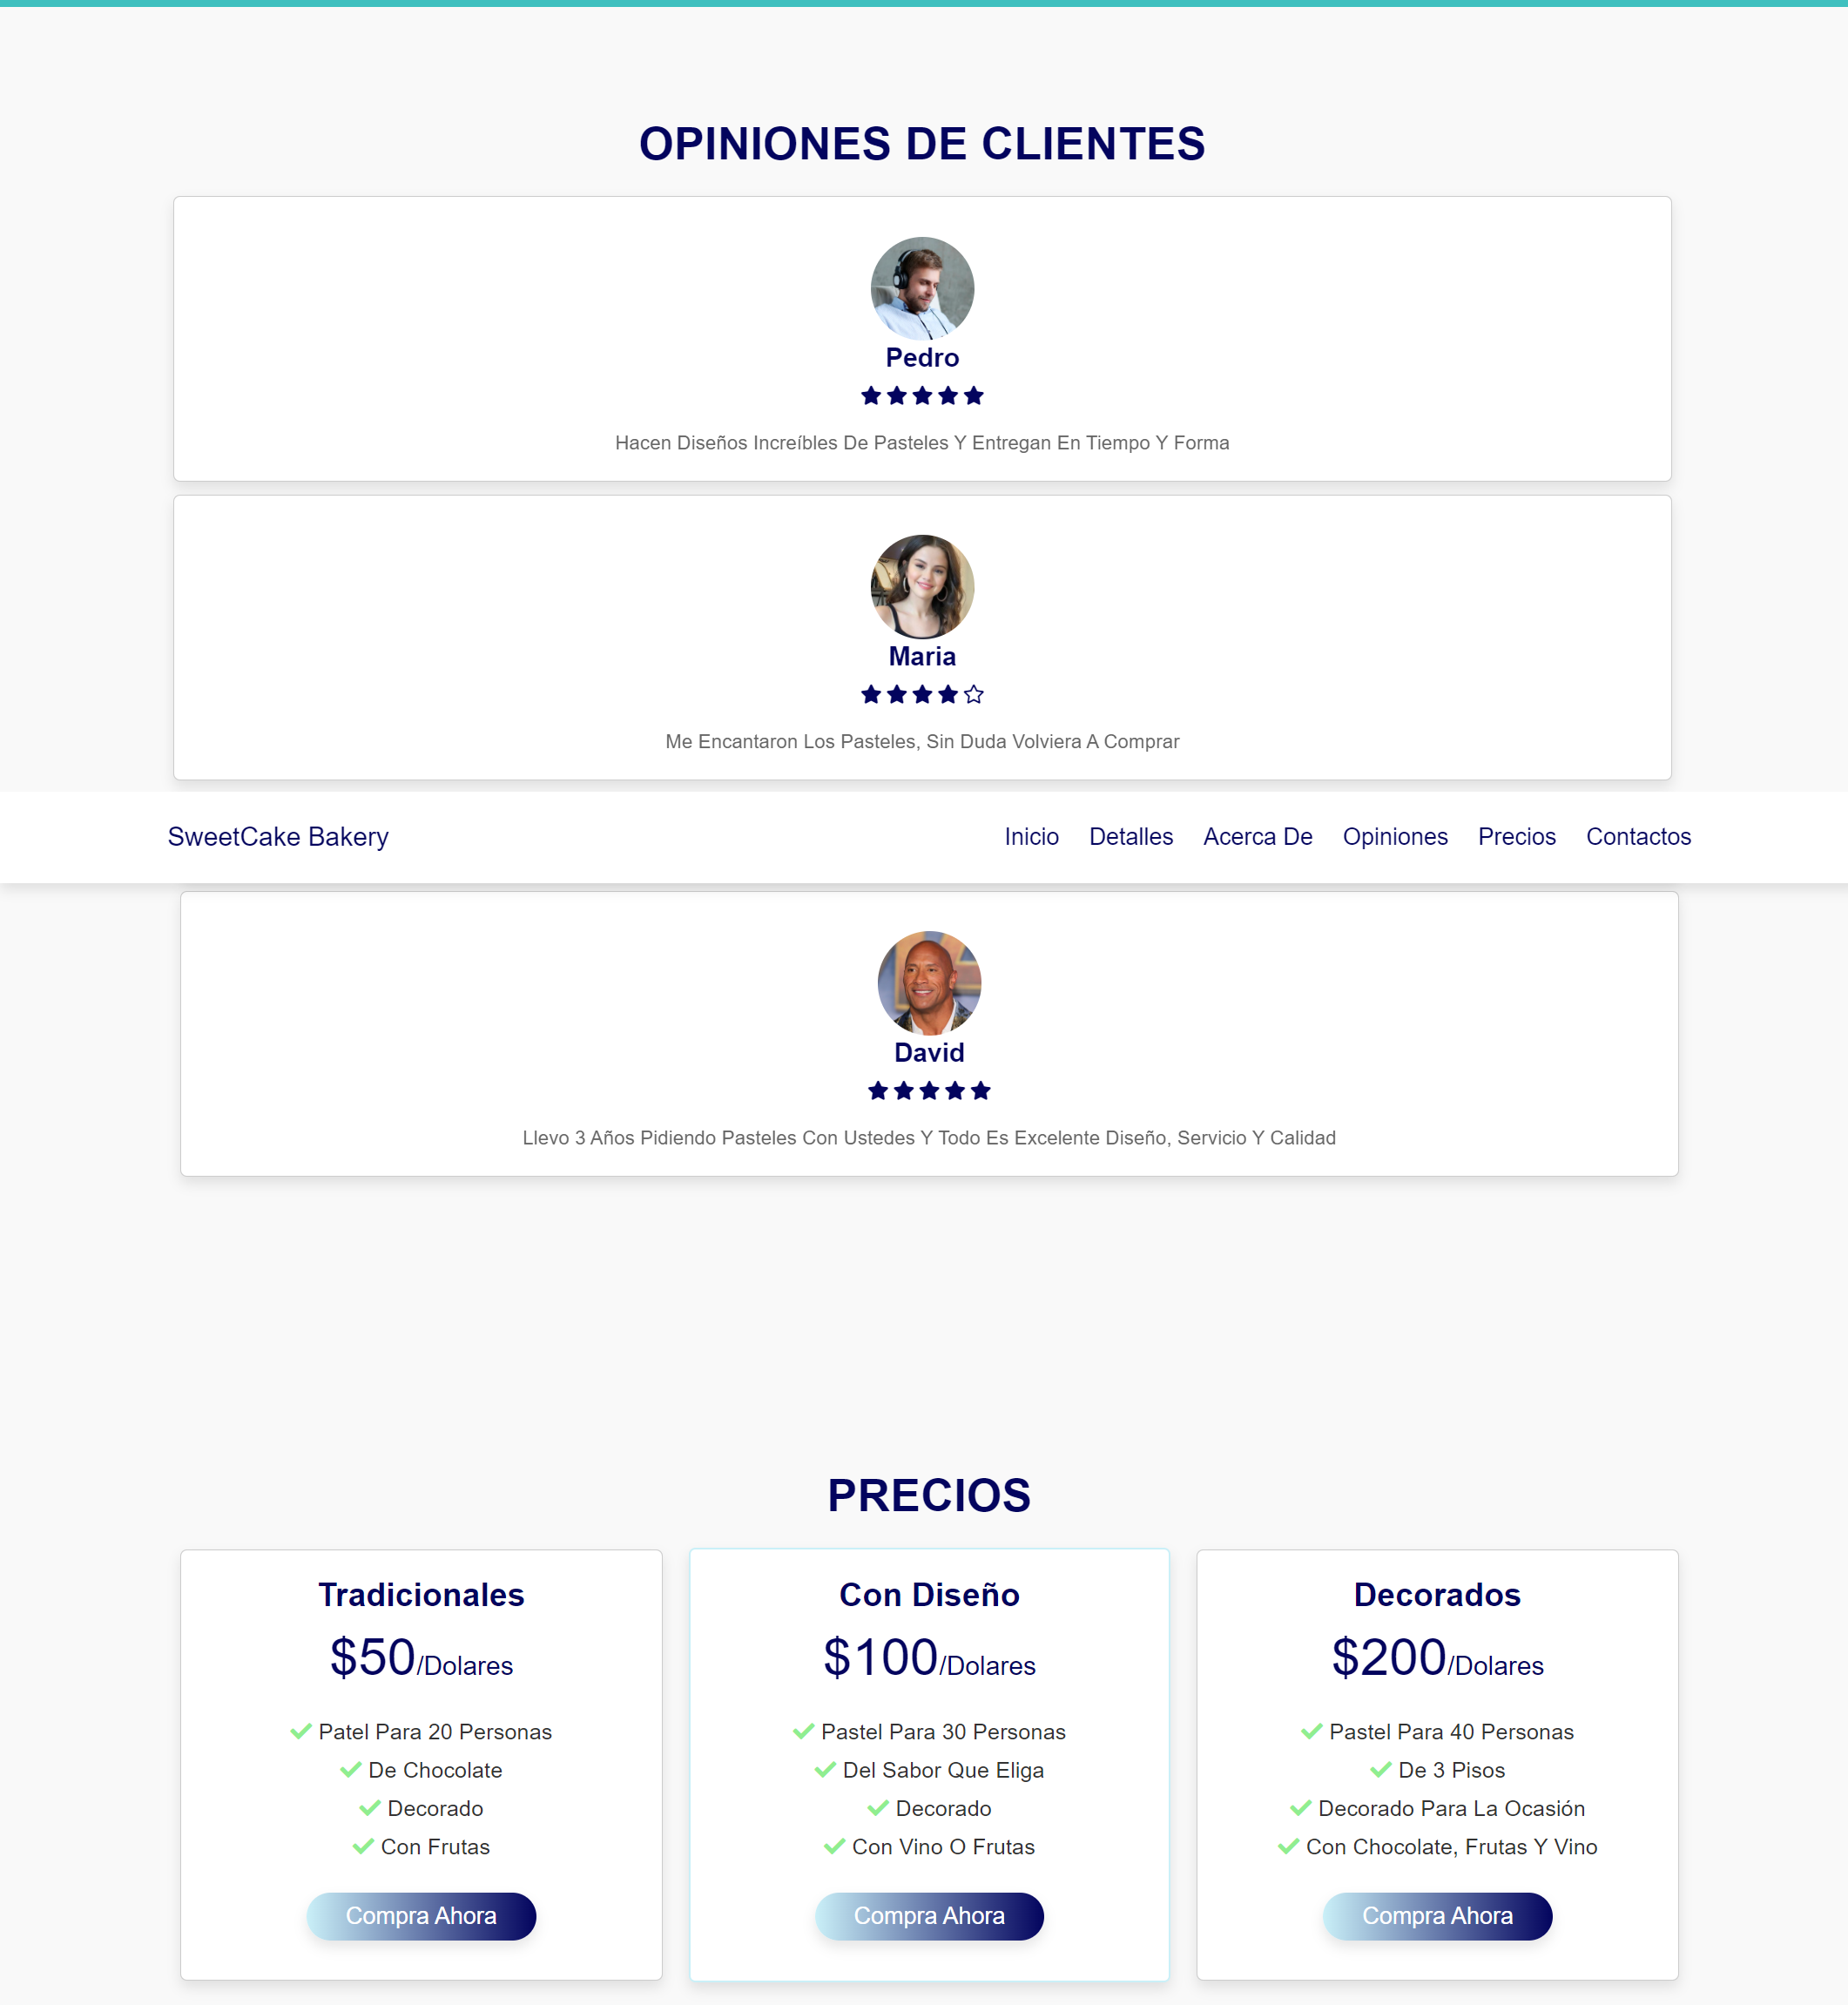 OPINIONES DE CLIENTES
Pedro
Hacen Diseños Increíbles De Pasteles Y Entregan En Tiempo Y Forma
Maria
Me Encantaron Los Pasteles, Sin Duda Volviera A Comprar
SweetCake Bakery Inicio Detalles Acerca De Opiniones Precios Contactos
David
Llevo 3 Años Pidiendo Pasteles Con Ustedes Y Todo Es Excelente Diseño, Servicio Y Calidad
PRECIOS
Tradicionales
$50/Dolares
Patel Para 20 Personas
De Chocolate
Decorado
Con Frutas
Compra Ahora
Con Diseño
$100/Dolares
Pastel Para 30 Personas
Del Sabor Que Eliga
Decorado
Con Vino O Frutas
Compra Ahora
Decorados
$200/Dolares
Pastel Para 40 Personas
De 3 Pisos
Decorado Para La Ocasión
Con Chocolate, Frutas Y Vino
Compra Ahora